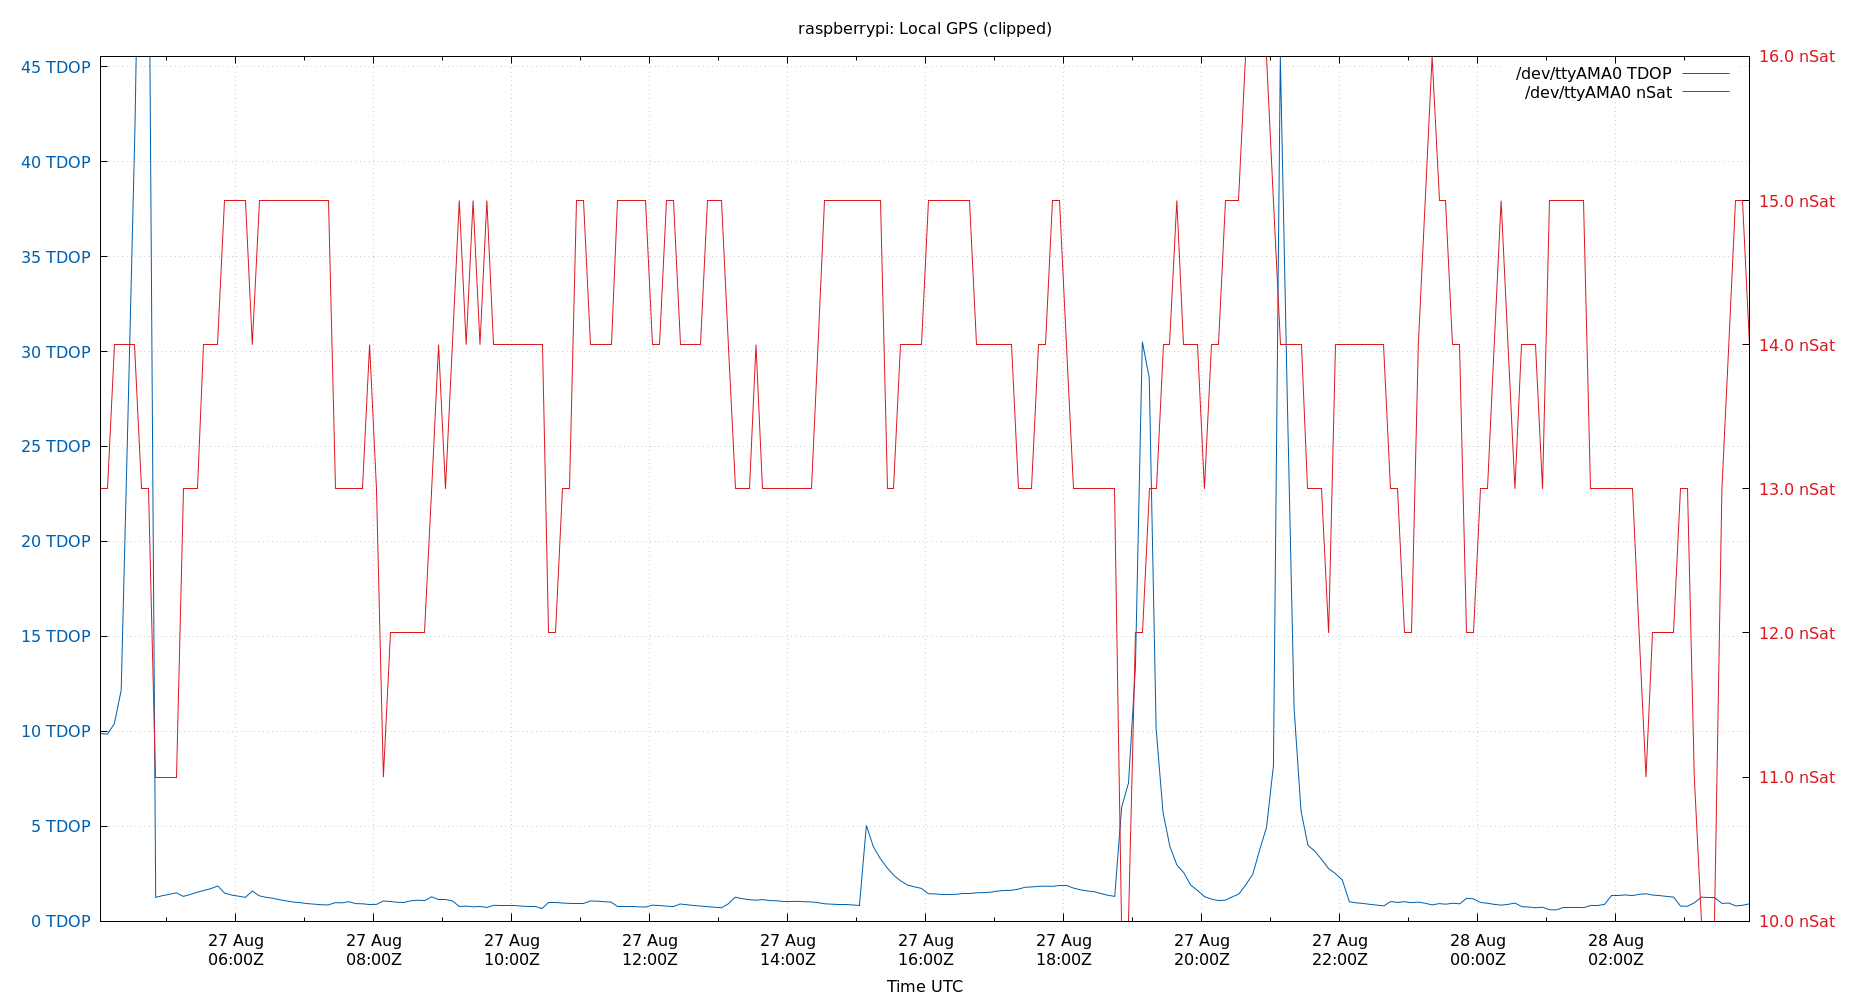 raspberrypi: Local GPS (clipped)
/dev/ttyAMA0 TDOP
/dev/ttyAMA0 nSat
45 TDOP
40 TDOP
35 TDOP
30 TDOP
25 TDOP
20 TDOP
15 TDOP
10 TDOP
5 TDOP
0 TDOP
16.0 nSat
15.0 nSat
14.0 nSat
13.0 nSat
12.0 nSat
11.0 nSat
10.0 nSat
27 Aug 27 Aug 27 Aug 27 Aug 27 Aug 27 Aug 27 Aug 27 Aug 27 Aug 28 Aug 28 Aug
06:00Z 08:00Z 10:00Z 12:00Z 14:00Z 16:00Z 18:00Z 20:00Z 22:00Z 00:00Z 02:00Z
Time UTC